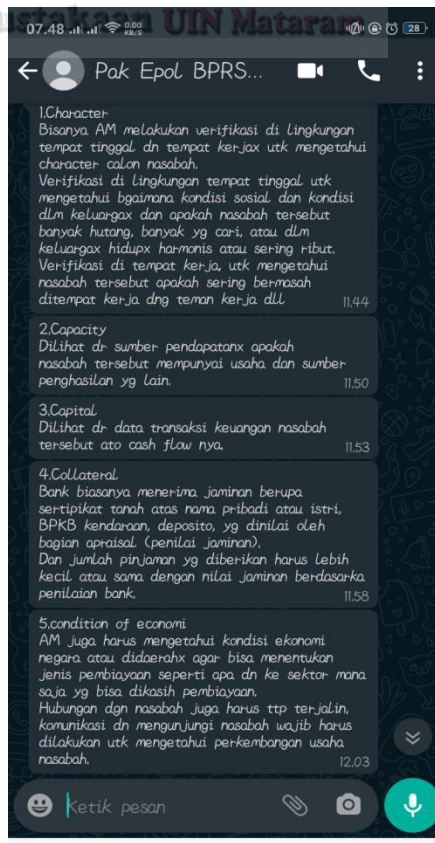 ustakaan UIN Mataram
07.48 0.00 KB/S 28
Pak Epol BPRS...
1.Character
Bisanya AM melakukan verifikasi di lingkungan
tempat tinggal dn tempat kerjax utk mengetahui
character calon nasabah.
Verifikasi di lingkungan tempat tinggal utk
mengetahui bgaimana kondisi sosial dan kondisi
dlm keluargax dan apakah nasabah tersebut
banyak hutang, banyak yg cari, atau dlm
keluargax hidupx harmonis atau sering ribut.
Verifikasi di tempat kerja, utk mengetahui
nasabah tersebut apakah sering bermasah
ditempat kerja dng teman kerja dll 11.44
2.Capacity
Dilihat dr sumber pendapatanx apakah
nasabah tersebut mempunyai usaha dan sumber
penghasilan yg lain. 11.50
3.Capital
Dilihat dr data transaksi keuangan nasabah
tersebut ato cash flow nya. 11.53
4.Collateral
Bank biasanya menerima jaminan berupa
sertipikat tanah atas nama pribadi atau istri,
BPKB kendaraan, deposito, yg dinilai oleh
bagian apraisal (penilai jaminan).
Dan jumlah pinjaman yg diberikan harus lebih
kecil atau sama dengan nilai jaminan berdasarka
penilaian bank. 11.58
5.condition of economi
AM juga harus mengetahui kondisi ekonomi
negara atau didaerahx agar bisa menentukan
jenis pembiayaan seperti apa dn ke sektor mana
saja yg bisa dikasih pembiayaan.
Hubungan dgn nasabah juga harus ttp terjalin,
komunikasi dn mengunjungi nasabah wajib harus
dilakukan utk mengetahui perkembangan usaha
nasabah. 12.03
Ketik pesan